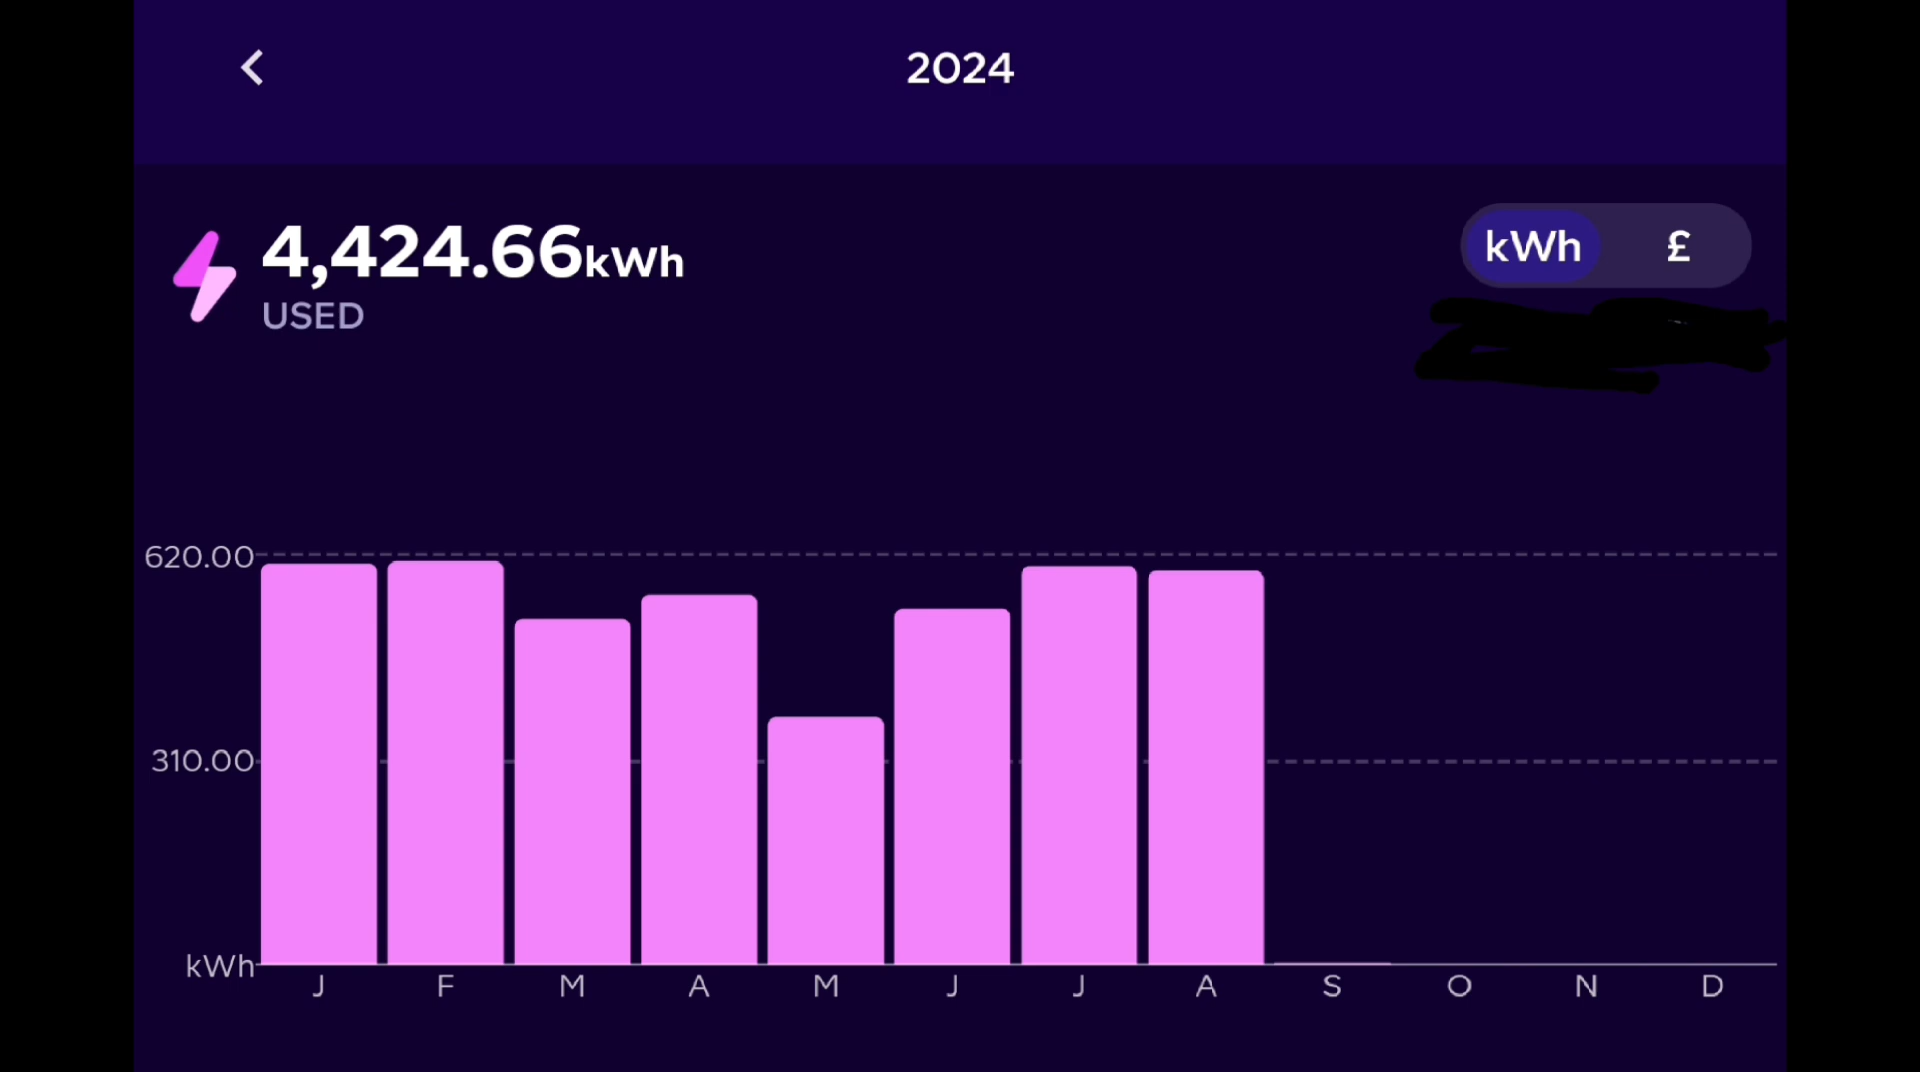 2024
4,424.66kWh
USED
kWh £
620.00
310.00
kWh
J F M A M J J A S O N D